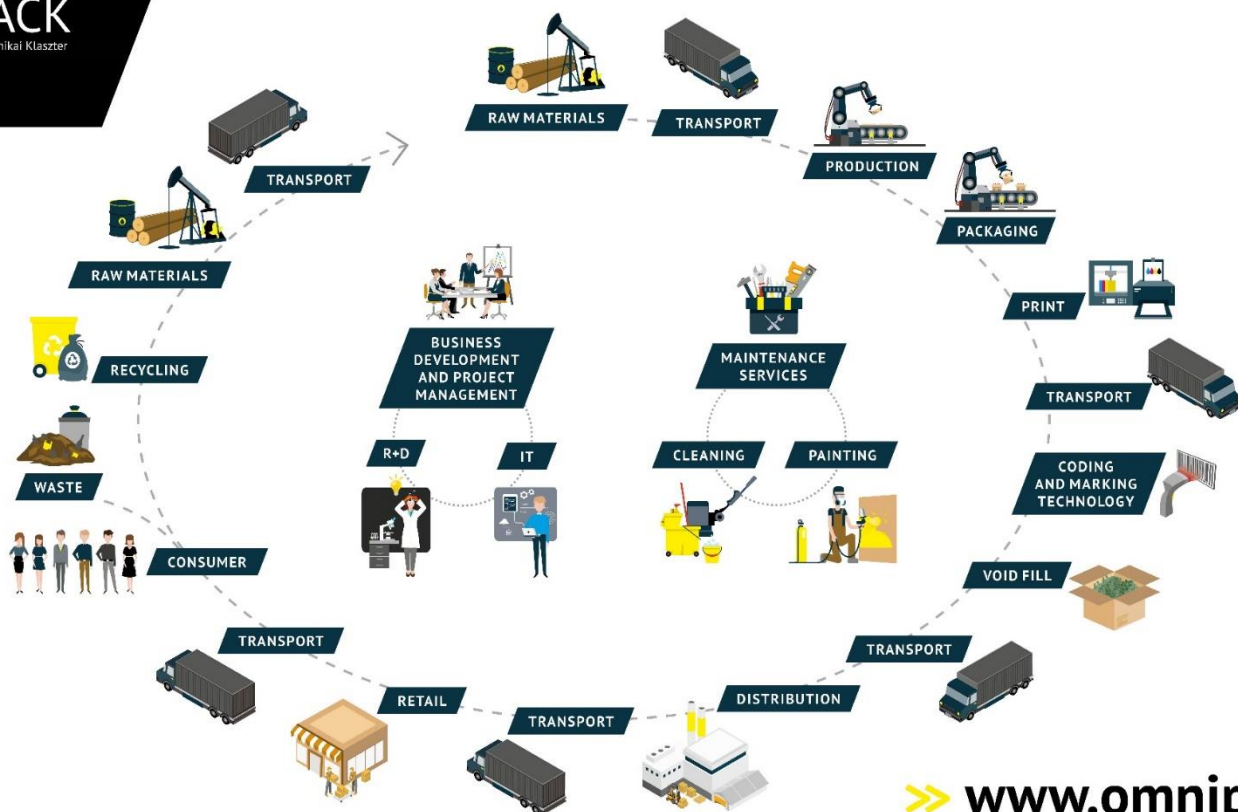 ACK
nikai Klaszter
RAW MATERIALS
TRANSPORT
PRODUCTION
PACKAGING
PRINT
TRANSPORT
CODING
AND MARKING
TECHNOLOGY
VOID FILL
TRANSPORT
DISTRIBUTION
TRANSPORT
RETAIL
TRANSPORT
CONSUMER
WASTE
RECYCLING
RAW MATERIALS
TRANSPORT
BUSINESS
DEVELOPMENT
AND PROJECT
MANAGEMENT
R+D
IT
MAINTENANCE
SERVICES
CLEANING
PAINTING
>> www.omnip